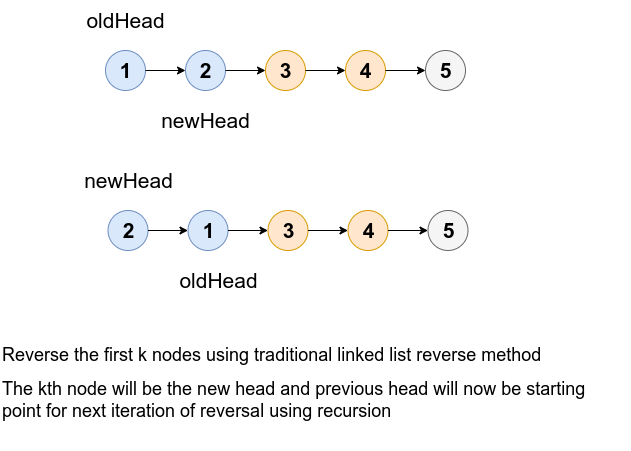 oldHead
1 2 3 4 5
newHead
newHead
2 1 3 4 5
oldHead
Reverse the first k nodes using traditional linked list reverse method
The kth node will be the new head and previous head will now be starting
point for next iteration of reversal using recursion